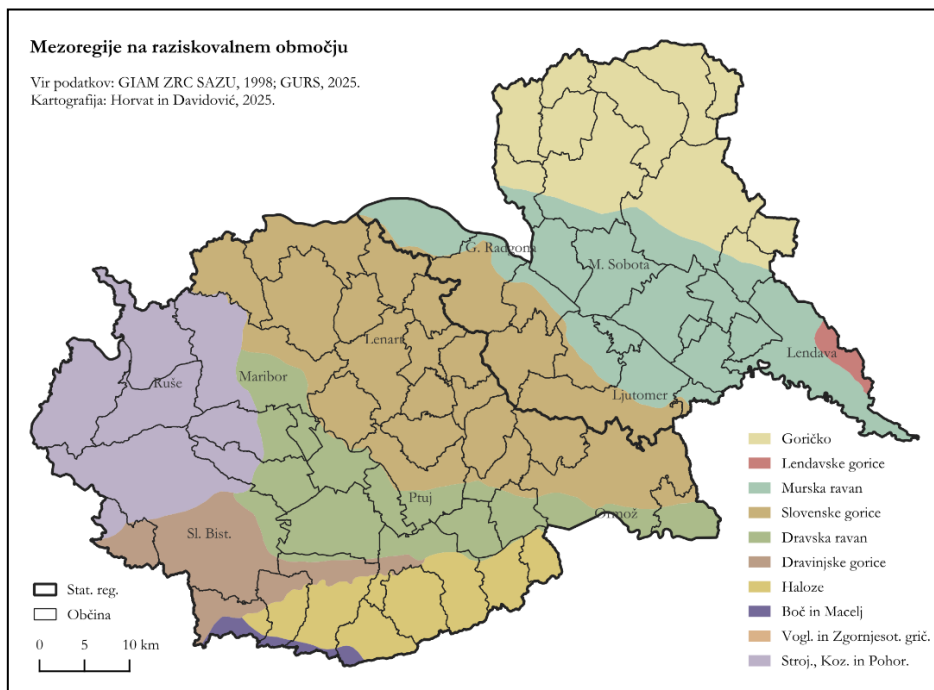 Mezoregije na raziskovalnem območju
Vir podatkov: GIAM ZRC SAZU, 1998; GURS, 2025.
Kartografija: Horvat in Davidović, 2025.
G. Radgona
M. Sobota
Lenart
Lendava
Maribor
Ruše
Ljutomer
Ptuj
Ormož
Sl. Bist.
Goričko
Lendavske gorice
Murska ravan
Slovenske gorice
Dravska ravan
Dravinjske gorice
Haloze
Boč in Macelj
Vogl. in Zgornjesot. grič.
Stroj., Koz. in Pohor.
Stat. reg.
Občina
0 5 10 km